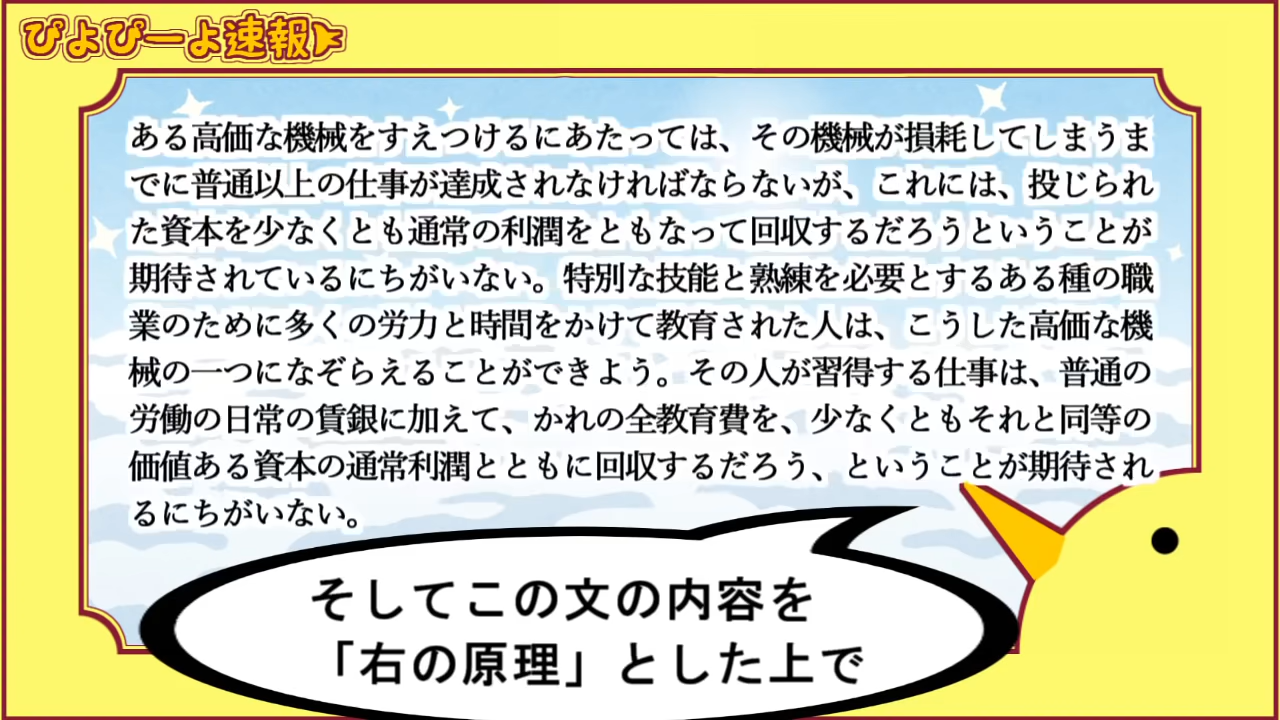 ぴよぴーよ速報
ある高価な機械をすえつけるにあたっては、その機械が損耗してしまうま
でに普通以上の仕事が達成されなければならないが、これには、投じられ
た資本を少なくとも通常の利潤をともなって回収するだろうということが
期待されているにちがいない。特別な技能と熟練を必要とするある種の職
業のために多くの労力と時間をかけて教育された人は、こうした高価な機
械の一つになぞらえることができよう。その人が習得する仕事は、普通の
労働の日常の賃銀に加えて、かれの全教育費を、少なくともそれと同等の
価値ある資本の通常利潤とともに回収するだろう、ということが期待され
るにちがいない。
そしてこの文の内容を
「右の原理」とした上で